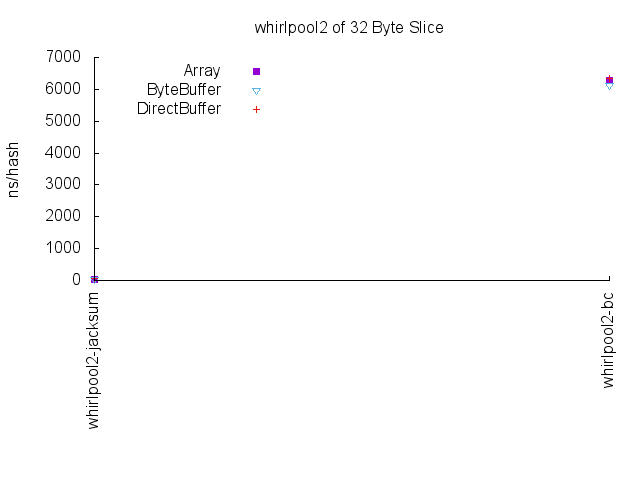 whirlpool2 of 32 Byte Slice
7000
6000
5000
4000
3000
2000
1000
0
ns/hash
Array
ByteBuffer
DirectBuffer
whirlpool2-jacksum
whirlpool2-bc